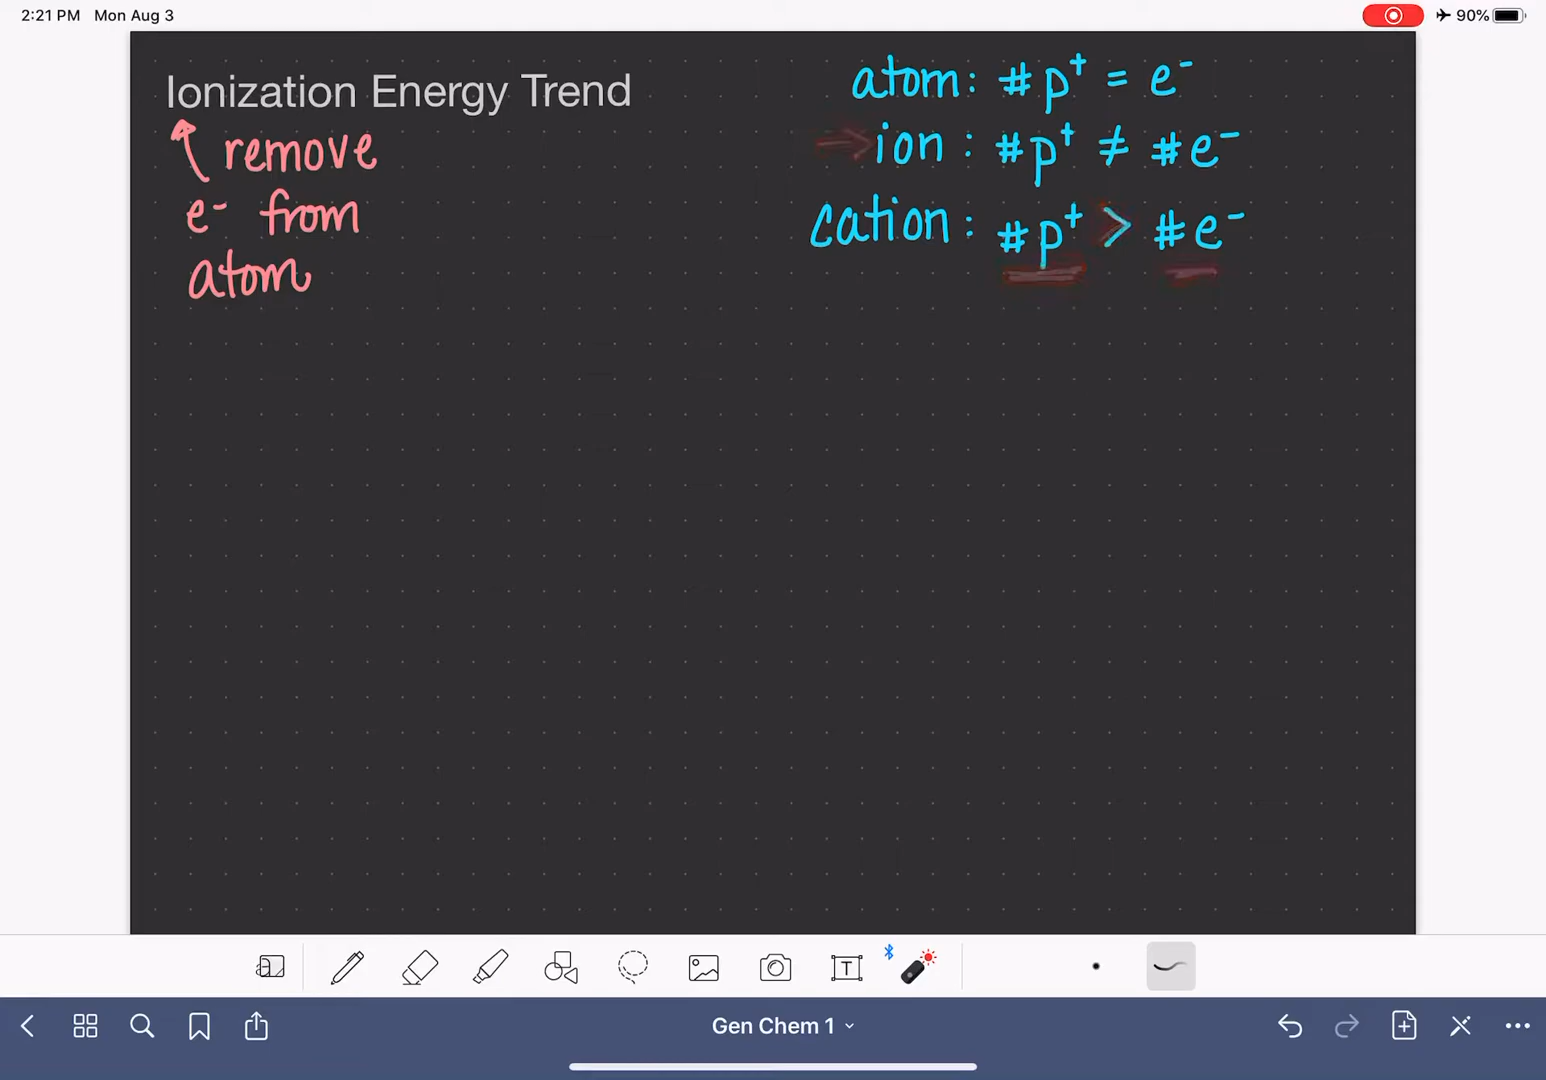 2:21 PM Mon Aug 3
90%
Ionization Energy Trend
remove
e⁻ from
atom
atom: #p⁺ = e⁻
ion: #p⁺ ≠ #e⁻
cation: #p⁺ > #e⁻
T
Gen Chem 1